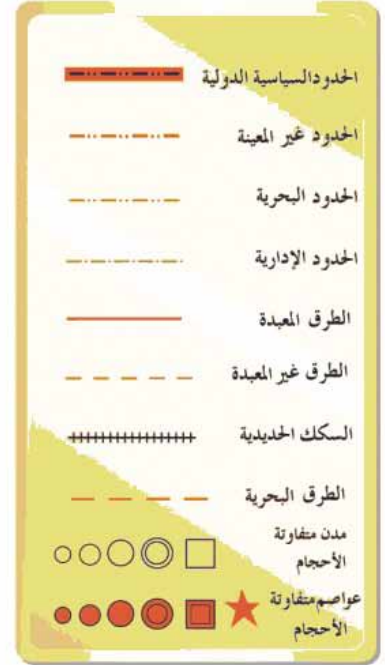 الحدود السياسية الدولية
الحدود غير المعينة
الحدود البحرية
الحدود الإدارية
الطرق المعبدة
الطرق غير المعبدة
السكك الحديدية
الطرق البحرية
مدن متفاوتة
الأحجام
عواصم متفاوتة
الأحجام